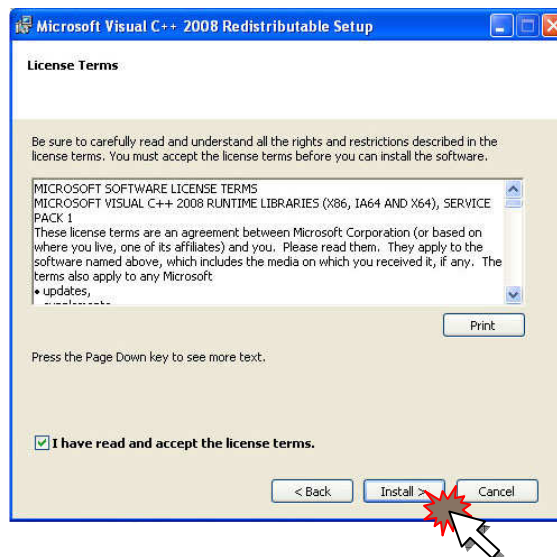 Microsoft Visual C++ 2008 Redistributable Setup
License Terms
Be sure to carefully read and understand all the rights and restrictions described in the
license terms. You must accept the license terms before you can install the software.
MICROSOFT SOFTWARE LICENSE TERMS
MICROSOFT VISUAL C++ 2008 RUNTIME LIBRARIES (X86, IA64 AND X64), SERVICE
PACK 1
These license terms are an agreement between Microsoft Corporation (or based on
where you live, one of its affiliates) and you.  Please read them.  They apply to the
software named above, which includes the media on which you received it, if any.  The
terms also apply to any Microsoft
• updates,
Print
Press the Page Down key to see more text.
I have read and accept the license terms.
< Back
Install >
Cancel